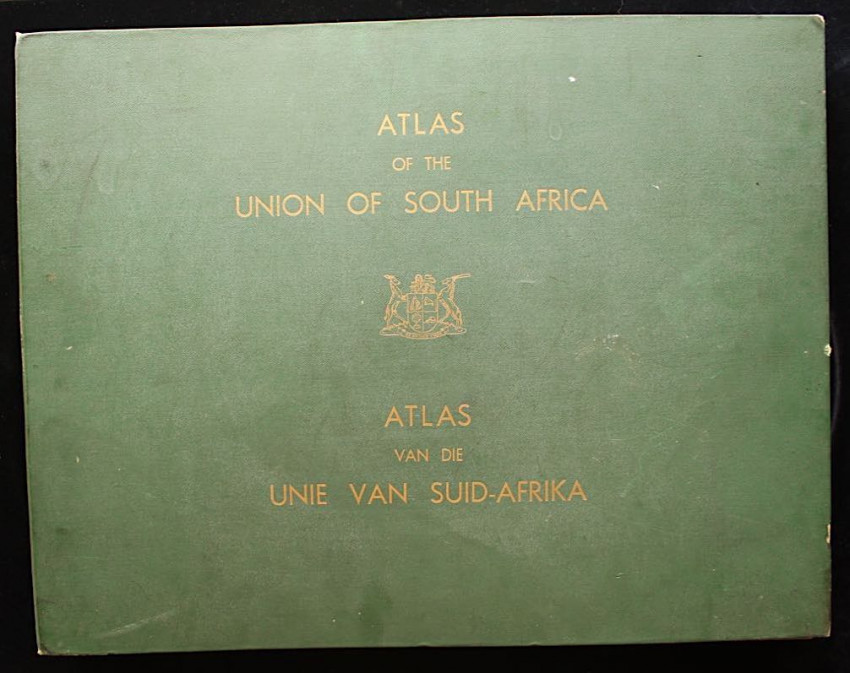 ATLAS
OF THE
UNION OF SOUTH AFRICA
ATLAS
VAN DIE
UNIE VAN SUID-AFRIKA